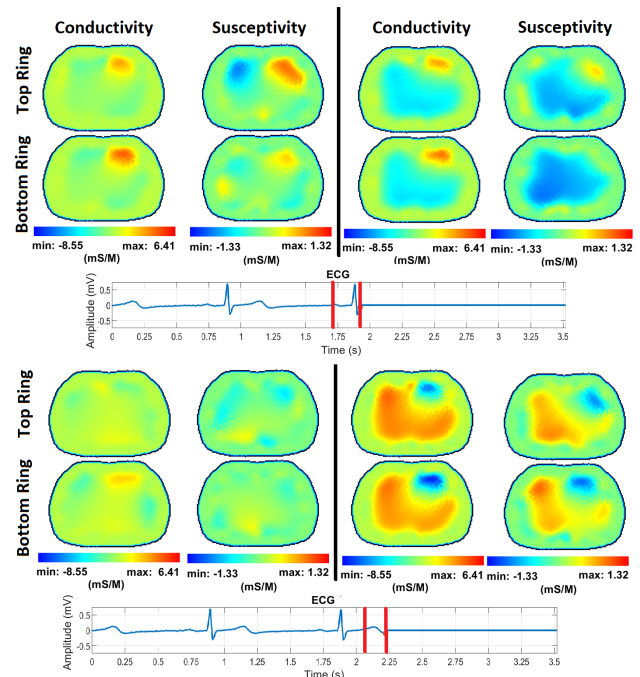 Conductivity Susceptivity Conductivity Susceptivity
Top Ring
Bottom Ring
min: -8.55 max: 6.41 min: -1.33 max: 1.32 min: -8.55 max: 6.41 min: -1.33 max: 1.32
(mS/M) (mS/M) (mS/M) (mS/M)
ECG
Amplitude (mV)
0.5
0
-0.5
0 0.25 0.5 0.75 1 1.25 1.5 1.75 2 2.25 2.5 2.75 3 3.25 3.5
Time (s)
Top Ring
Bottom Ring
min: -8.55 max: 6.41 min: -1.33 max: 1.32 min: -8.55 max: 6.41 min: -1.33 max: 1.32
(mS/M) (mS/M) (mS/M) (mS/M)
ECG
Amplitude (mV)
0.5
0
-0.5
0 0.25 0.5 0.75 1 1.25 1.5 1.75 2 2.25 2.5 2.75 3 3.25 3.5
Time (s)